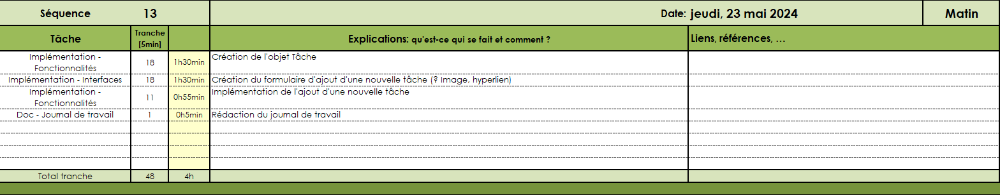 Séquence 13 Date: jeudi, 23 mai 2024 Matin
Tâche Tranche [5min] Explications: qu'est-ce qui se fait et comment ? Liens, références, …
Implémentation - Fonctionnalités 18 1h30min Création de l'objet Tâche
Implémentation - Interfaces 18 1h30min Création du formulaire d'ajout d'une nouvelle tâche (? Image, hyperlien)
Implémentation - Fonctionnalités 11 0h55min Implémentation de l'ajout d'une nouvelle tâche
Doc - Journal de travail 1 0h5min Rédaction du journal de travail
Total tranche 48 4h